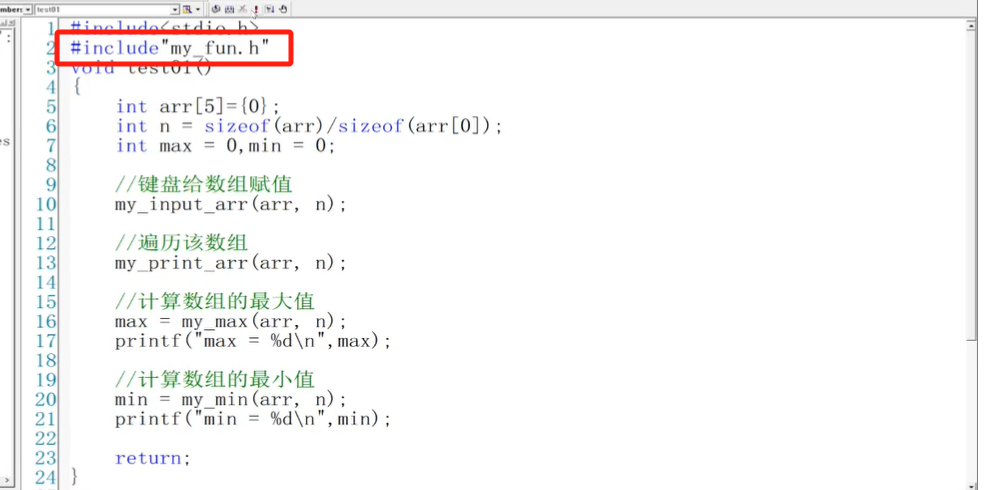 test01
1 #include<stdio.h>
2 #include"my_fun.h"
3 void test01()
4 {
5 int arr[5]={0};
6 int n = sizeof(arr)/sizeof(arr[0]);
7 int max = 0,min = 0;
8
9 //键盘给数组赋值
10 my_input_arr(arr, n);
11
12 //遍历该数组
13 my_print_arr(arr, n);
14
15 //计算数组的最大值
16 max = my_max(arr, n);
17 printf("max = %d\n",max);
18
19 //计算数组的最小值
20 min = my_min(arr, n);
21 printf("min = %d\n",min);
22
23 return;
24 }